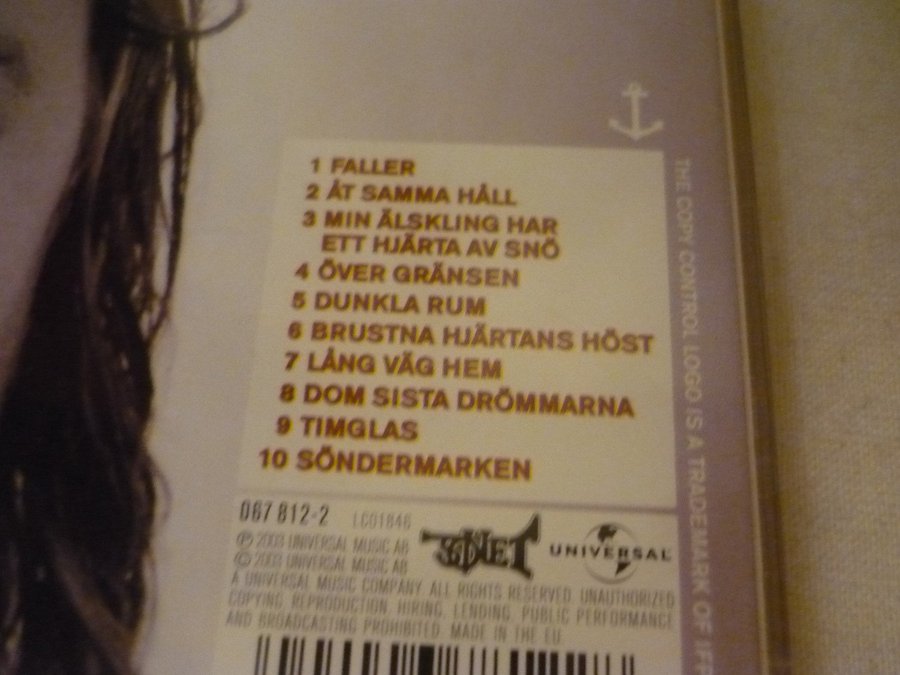 1 FALLER
2 ÅT SAMMA HÅLL
3 MIN ÄLSKLING HAR
ETT HJÄRTA AV SNÖ
4 ÖVER GRÄNSEN
5 DUNKLA RUM
6 BRUSTNA HJÄRTANS HÖST
7 LÅNG VÄG HEM
8 DOM SISTA DRÖMMARNA
9 TIMGLAS
10 SÖNDERMARKEN
067 812-2 LC01846
℗ 2003 UNIVERSAL MUSIC AB
© 2003 UNIVERSAL MUSIC AB
SONET
UNIVERSAL
A UNIVERSAL MUSIC COMPANY. ALL RIGHTS RESERVED. UNAUTHORIZED
COPYING, REPRODUCTION, HIRING, LENDING, PUBLIC PERFORMANCE
AND BROADCASTING PROHIBITED. MADE IN THE EU.
THE COPY CONTROL LOGO IS A TRADEMARK OF IFPI